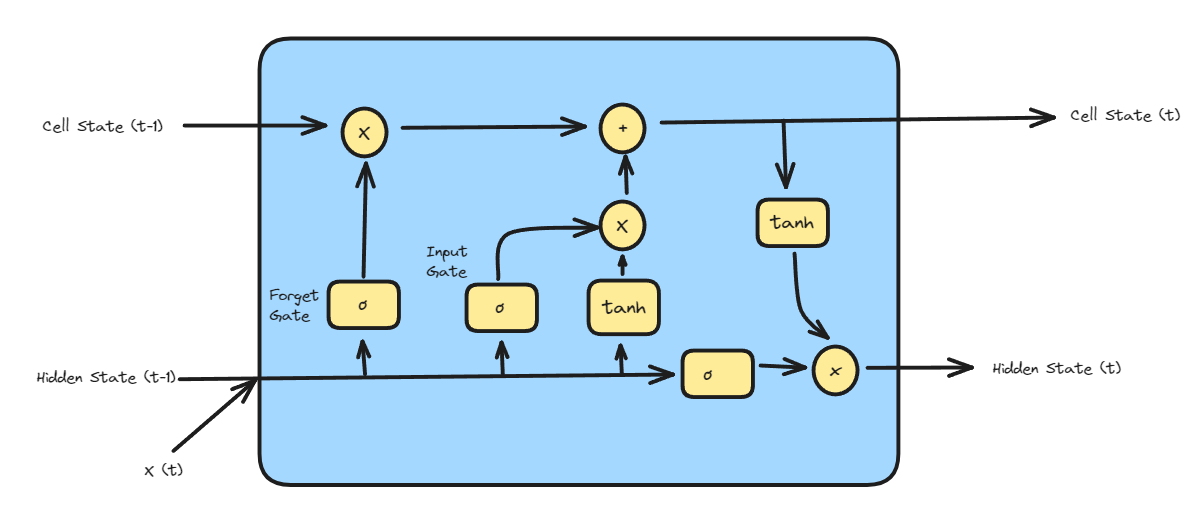 Cell State (t-1)
X
+
Cell State (t)
tanh
X
Input
Gate
Forget
Gate
σ
σ
tanh
Hidden State (t-1)
σ
x
Hidden State (t)
X (t)